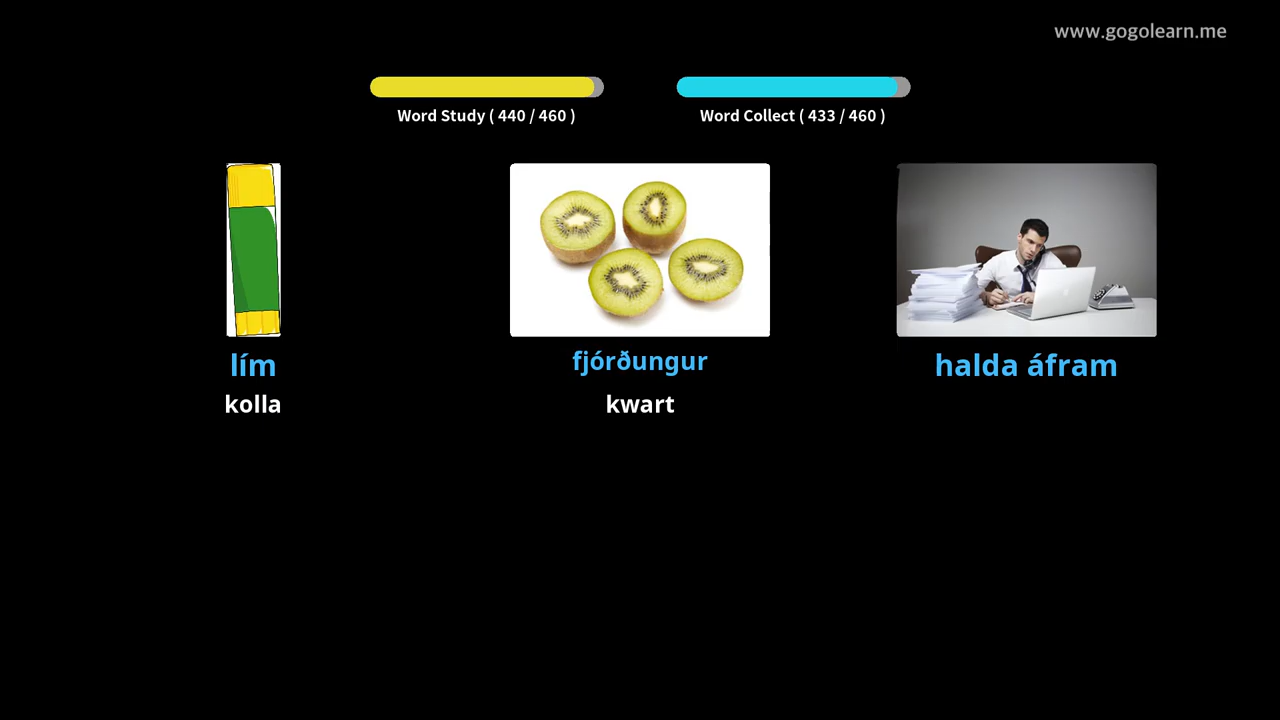 www.gogolearn.me
Word Study ( 440 / 460 )
Word Collect ( 433 / 460 )
lím
fjórðungur
halda áfram
kolla
kwart